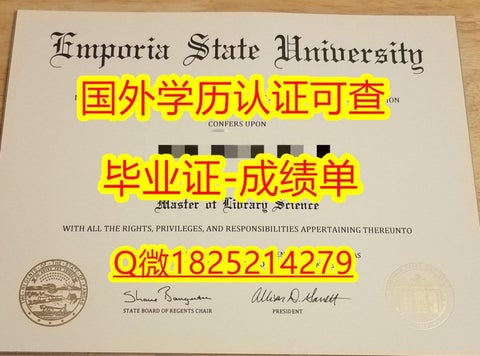 Emporia State University
国外学历认证可查
CONFERS UPON
毕业证-成绩单
Master of Library Science
WITH ALL THE RIGHTS, PRIVILEGES, AND RESPONSIBILITIES APPERTAINING THERETO
Q微1825214279
STATE BOARD OF REGENTS CHAIR
PRESIDENT